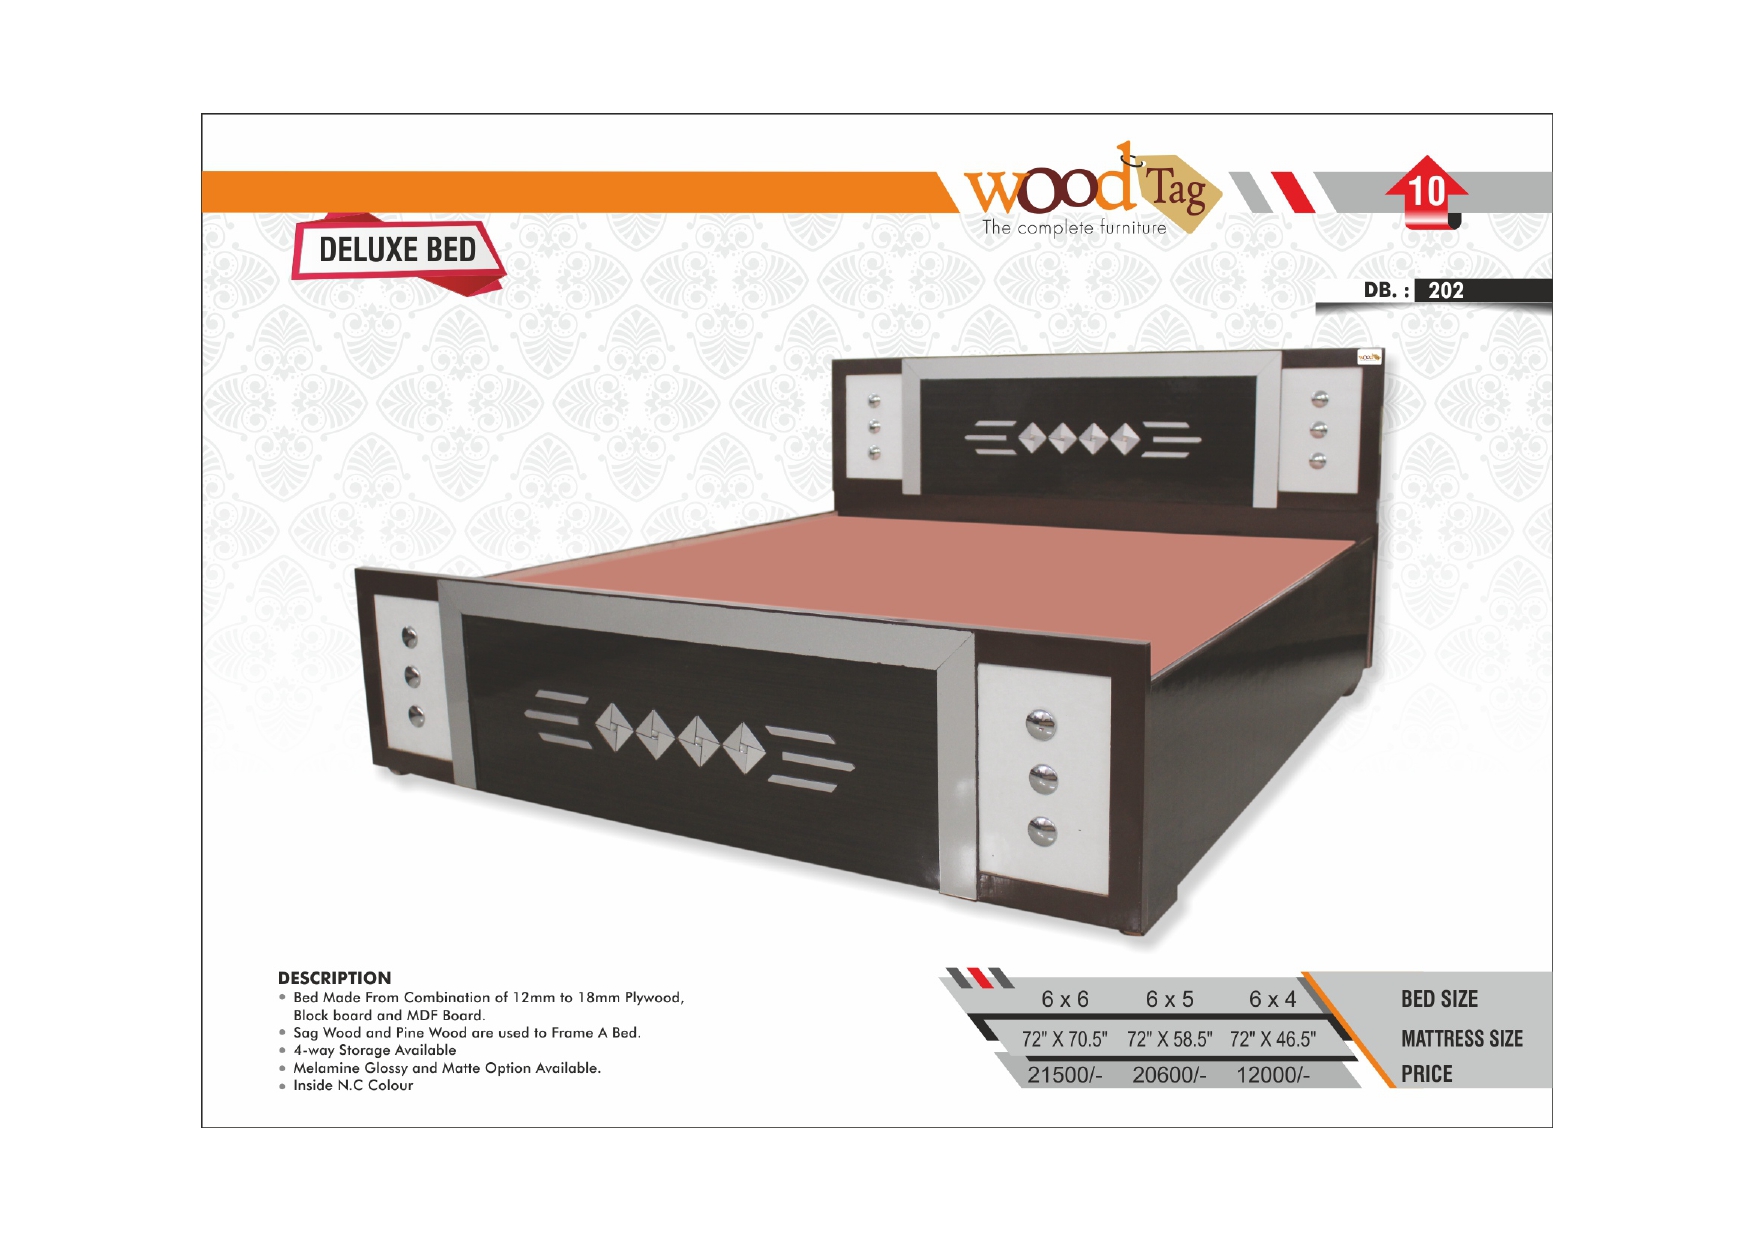 wood Tag
The complete furniture
10
DELUXE BED
DB. : 202
DESCRIPTION
• Bed Made From Combination of 12mm to 18mm Plywood,
Block board and MDF Board.
• Sag Wood and Pine Wood are used to Frame A Bed.
• 4-way Storage Available
• Melamine Glossy and Matte Option Available.
• Inside N.C Colour
6 x 6 6 x 5 6 x 4 BED SIZE
72" X 70.5" 72" X 58.5" 72" X 46.5" MATTRESS SIZE
21500/- 20600/- 12000/- PRICE